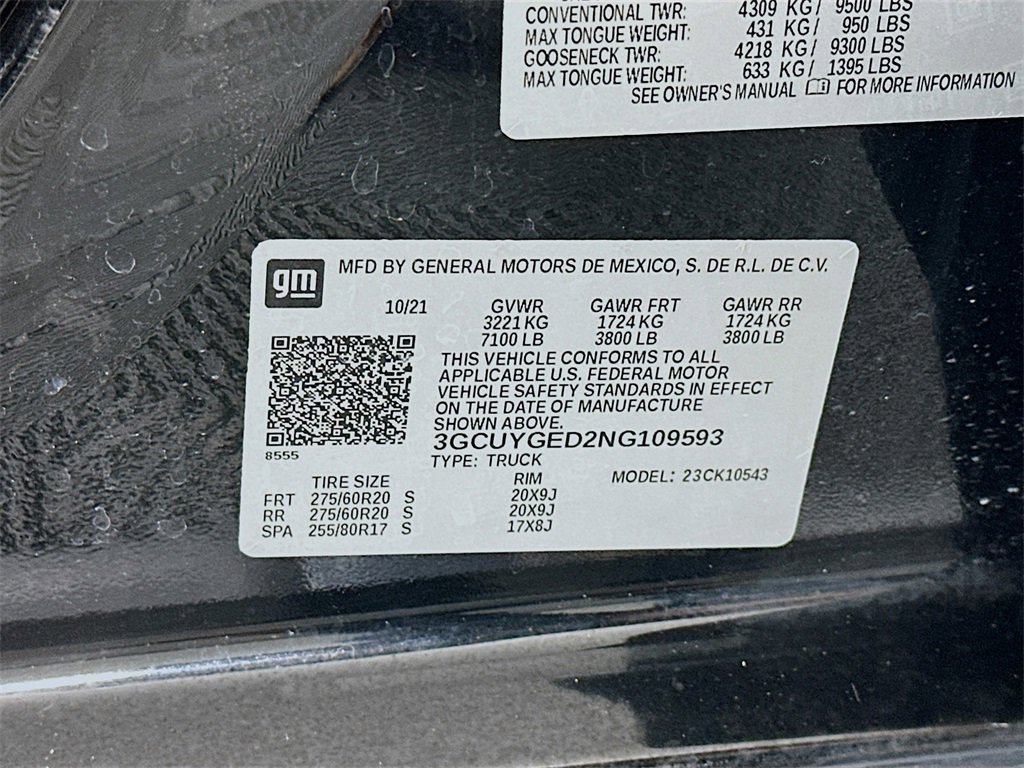 CONVENTIONAL TWR: 4309 KG/ 9500 LBS
MAX TONGUE WEIGHT: 431 KG/ 950 LBS
GOOSENECK TWR: 4218 KG/ 9300 LBS
MAX TONGUE WEIGHT: 633 KG/ 1395 LBS
SEE OWNER'S MANUAL FOR MORE INFORMATION
gm MFD BY GENERAL MOTORS DE MEXICO, S. DE R.L. DE C.V.
10/21 GVWR GAWR FRT GAWR RR
3221 KG 1724 KG 1724 KG
7100 LB 3800 LB 3800 LB
THIS VEHICLE CONFORMS TO ALL
APPLICABLE U.S. FEDERAL MOTOR
VEHICLE SAFETY STANDARDS IN EFFECT
ON THE DATE OF MANUFACTURE
SHOWN ABOVE.
3GCUYGED2NG109593
8555
TYPE: TRUCK
TIRE SIZE RIM MODEL: 23CK10543
FRT 275/60R20 S 20X9J
RR 275/60R20 S 20X9J
SPA 255/80R17 S 17X8J